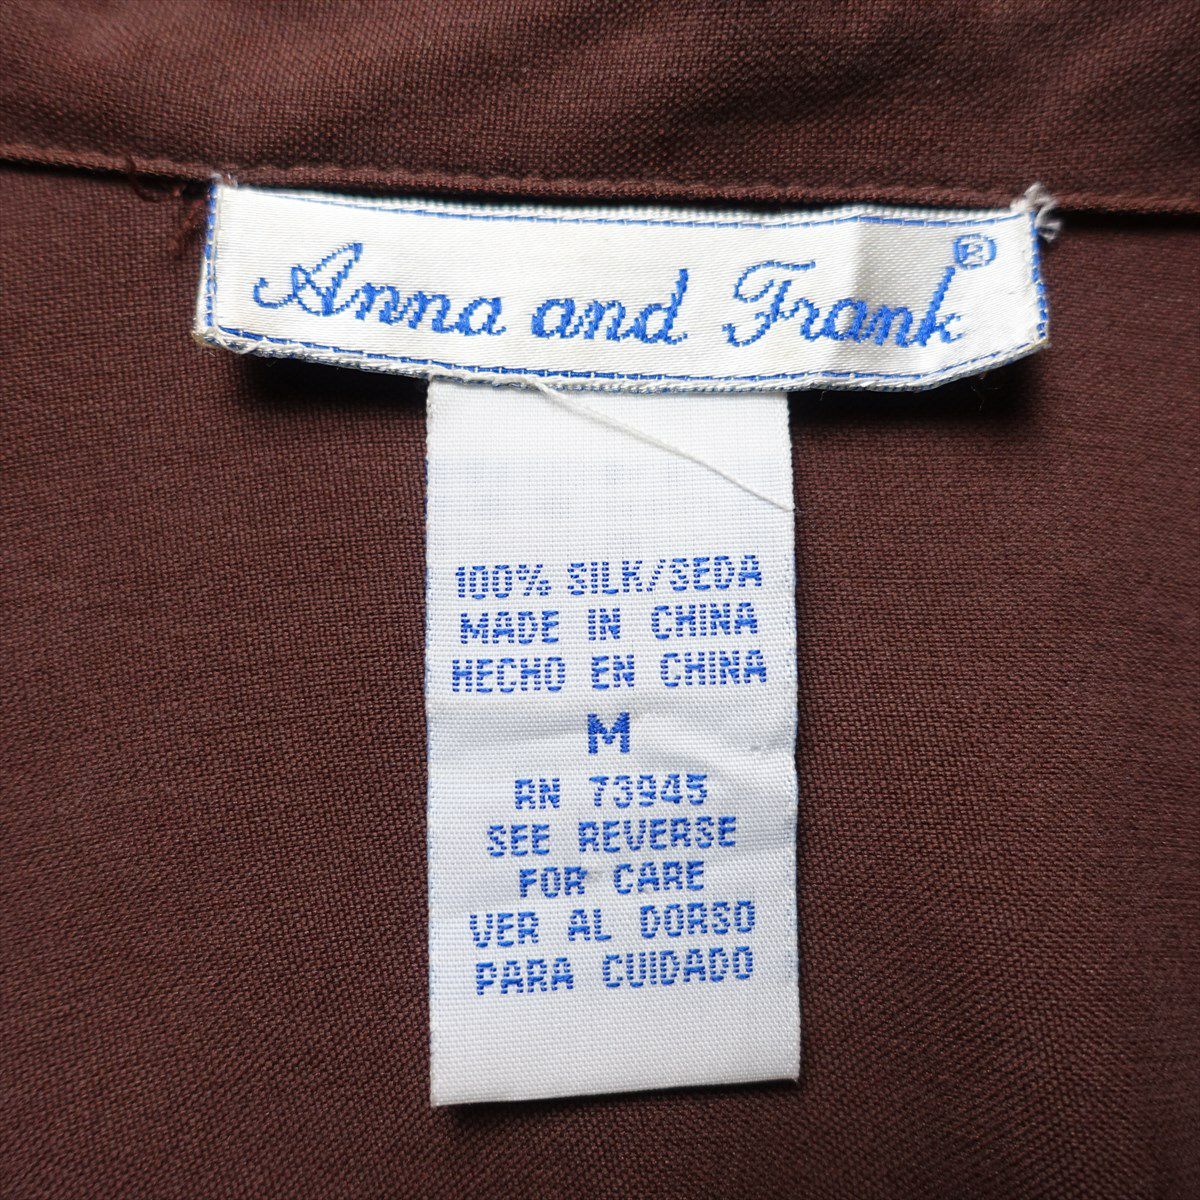 Anna and Frank®
100% SILK/SEDA
MADE IN CHINA
HECHO EN CHINA
M
RN 73945
SEE REVERSE
FOR CARE
VER AL DORSO
PARA CUIDADO